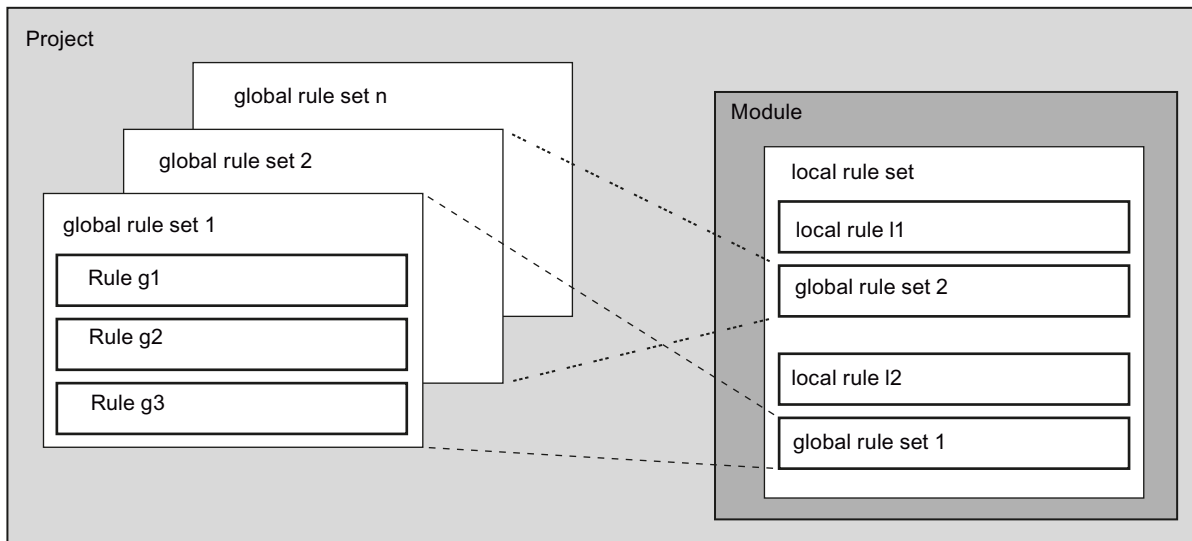 Project
global rule set n
global rule set 2
global rule set 1
Rule g1
Rule g2
Rule g3
Module
local rule set
local rule l1
global rule set 2
local rule l2
global rule set 1